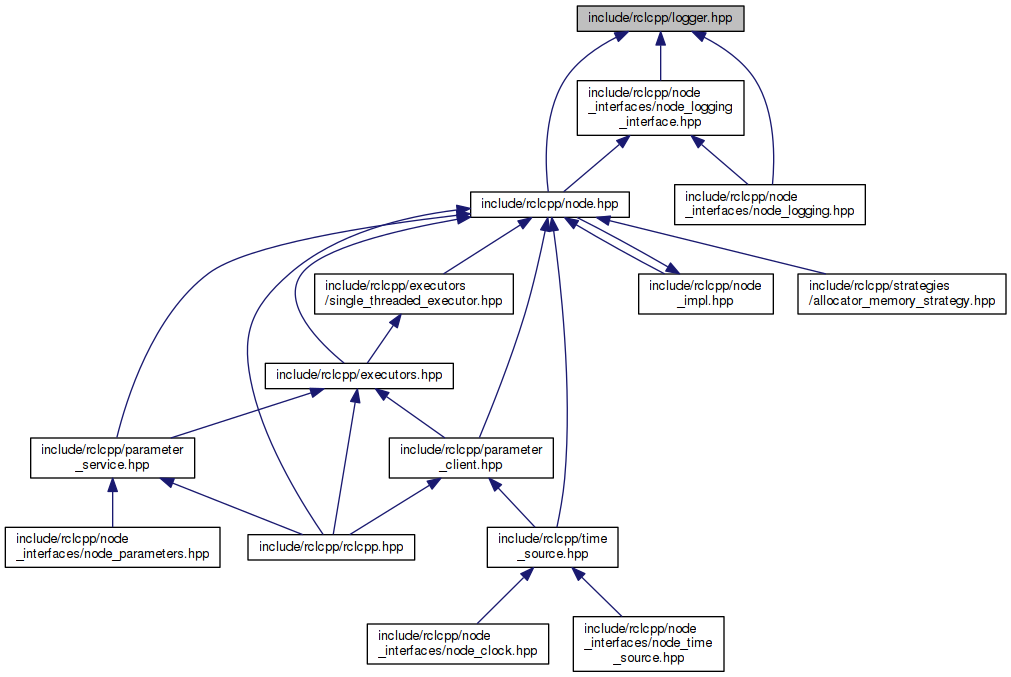 include/rclcpp/logger.hpp
include/rclcpp/node
_interfaces/node_logging
_interface.hpp
include/rclcpp/node.hpp
include/rclcpp/node
_interfaces/node_logging.hpp
include/rclcpp/executors
/single_threaded_executor.hpp
include/rclcpp/node
_impl.hpp
include/rclcpp/strategies
/allocator_memory_strategy.hpp
include/rclcpp/executors.hpp
include/rclcpp/parameter
_service.hpp
include/rclcpp/parameter
_client.hpp
include/rclcpp/node
_interfaces/node_parameters.hpp
include/rclcpp/rclcpp.hpp
include/rclcpp/time
_source.hpp
include/rclcpp/node
_interfaces/node_clock.hpp
include/rclcpp/node
_interfaces/node_time
_source.hpp